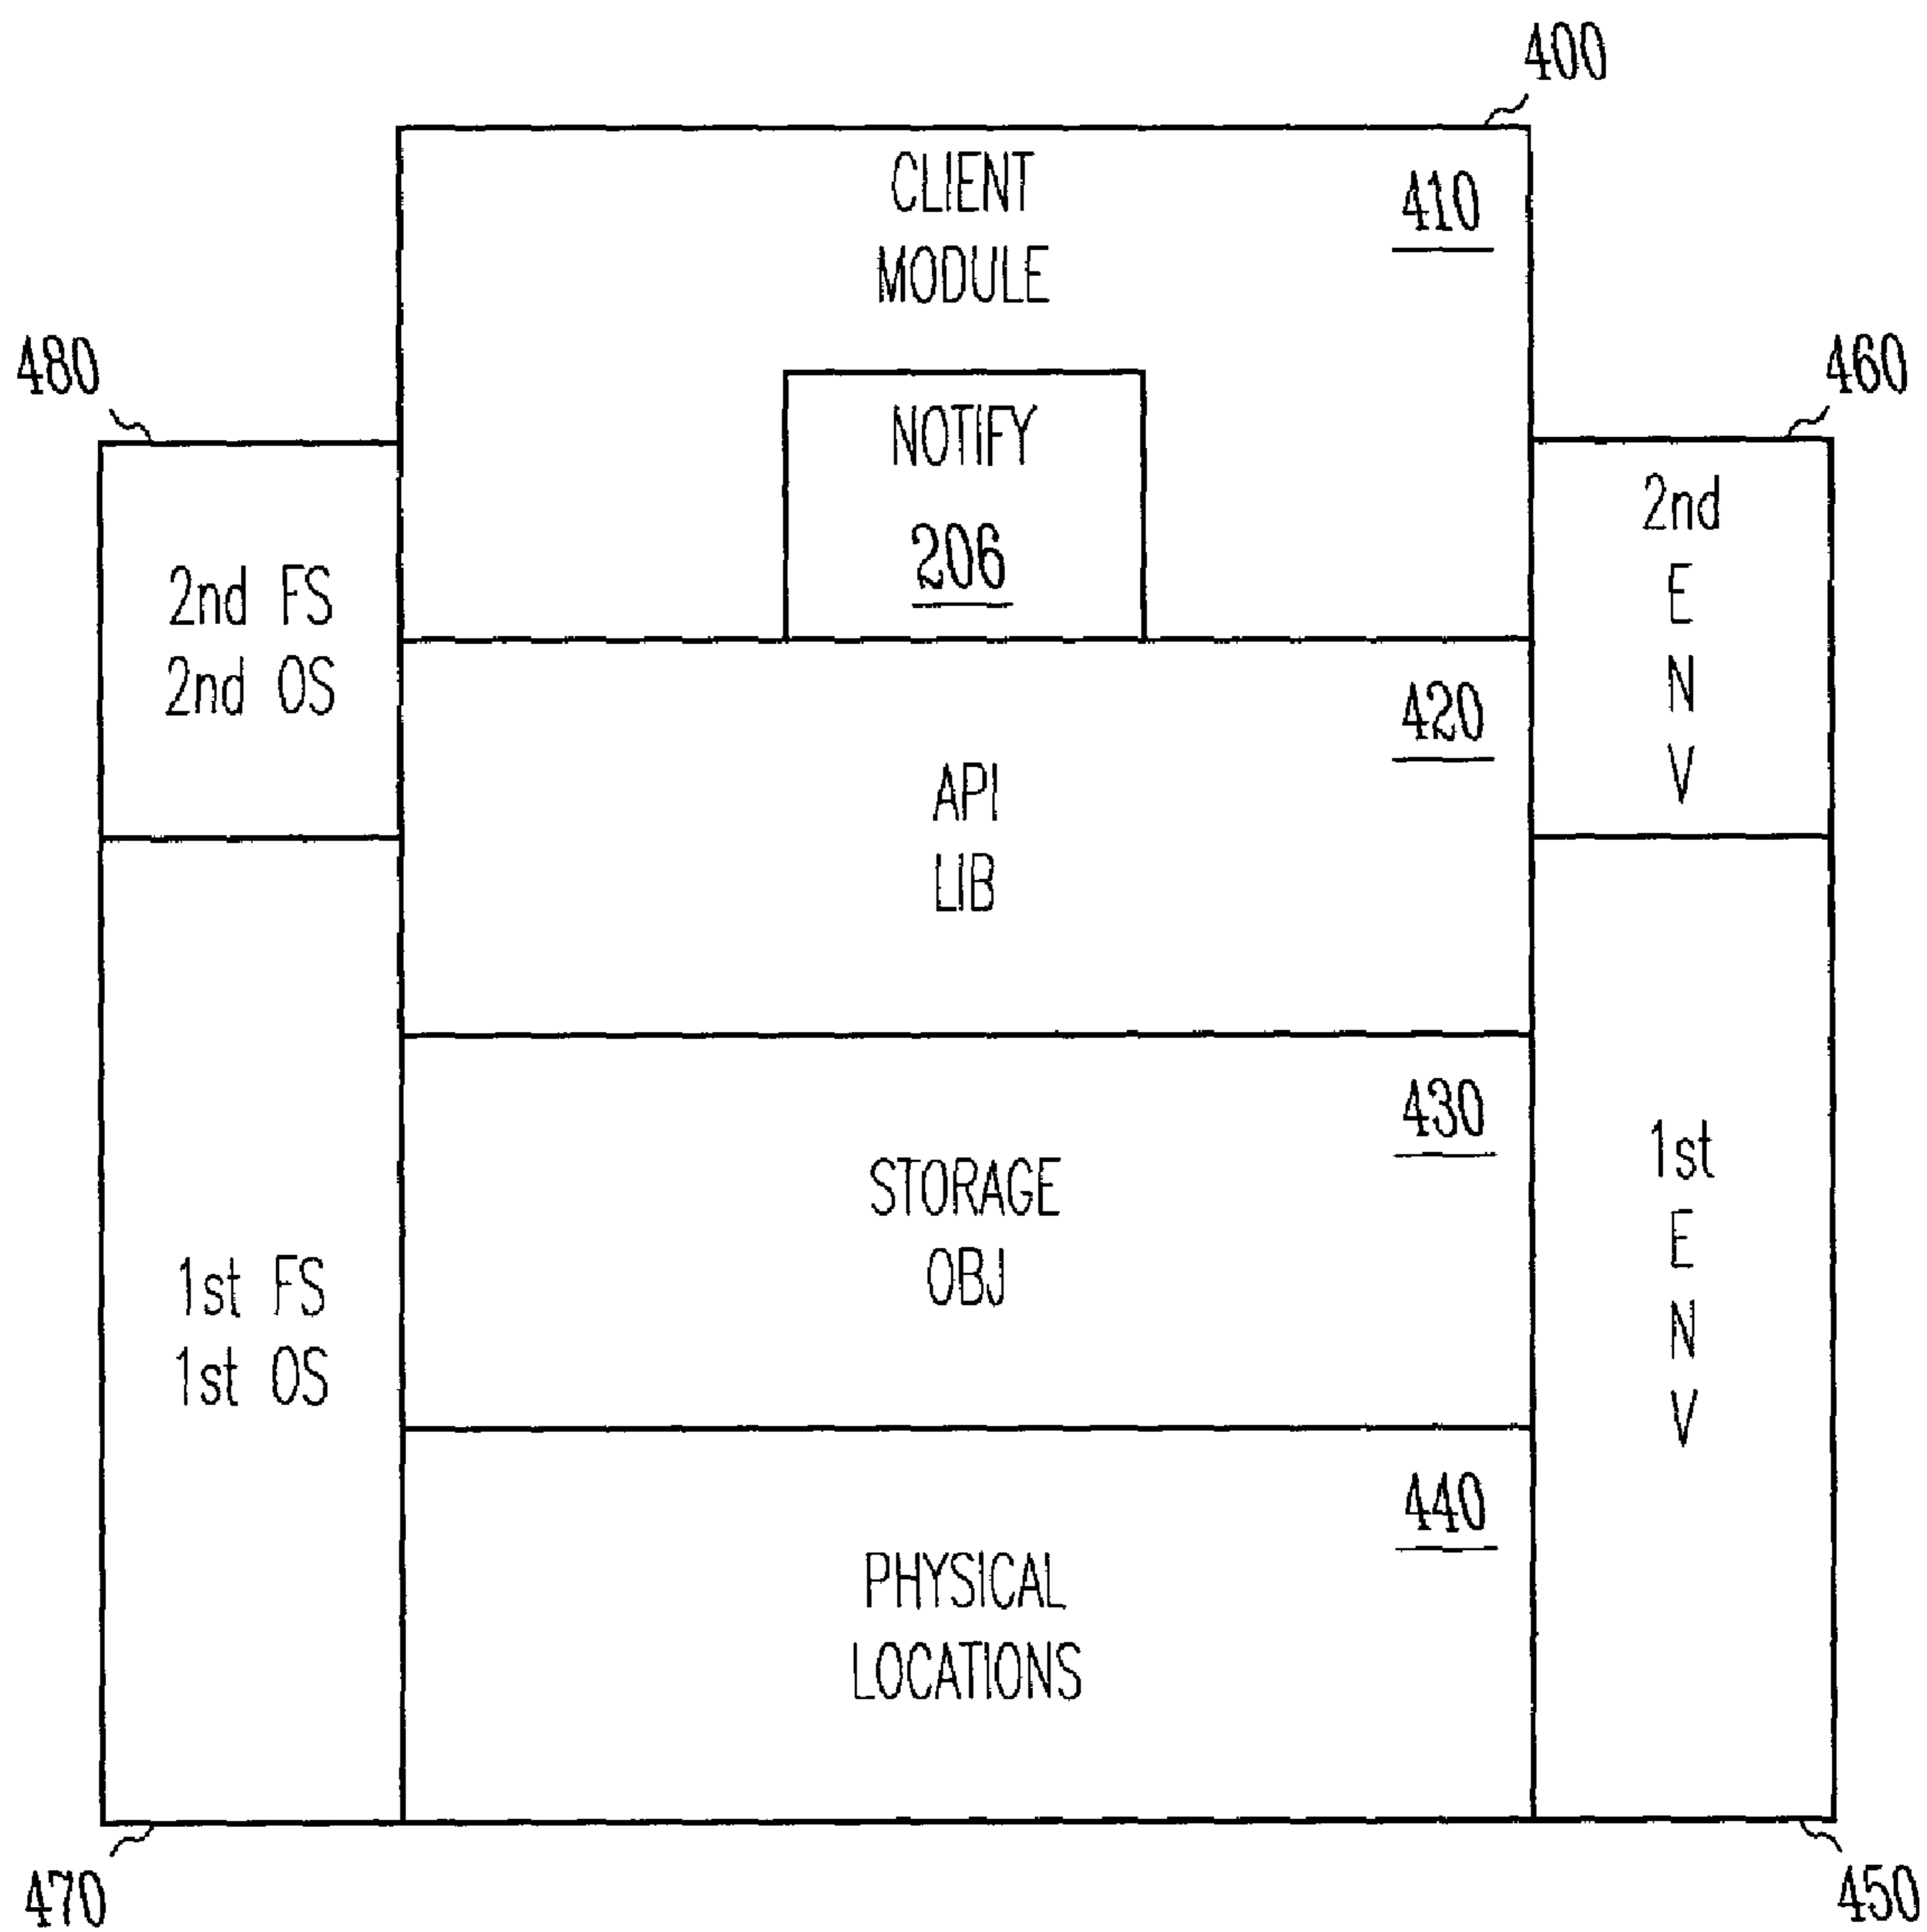 400
CLIENT
MODULE
410
480
460
NOTIFY
206
2nd FS
2nd OS
2nd
E
N
V
API
LIB
420
STORAGE
OBJ
430
1st FS
1st OS
1st
E
N
V
PHYSICAL
LOCATIONS
440
470
450